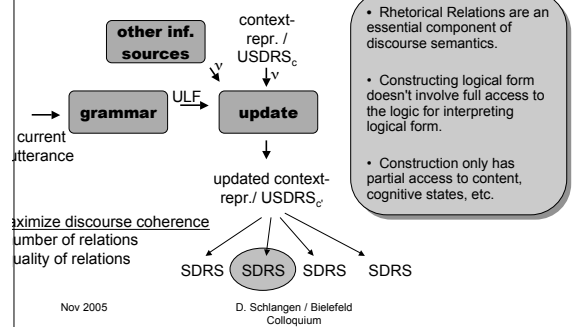 other inf.
sources
context-
repr. /
USDRSc
ν
ν
• Rhetorical Relations are an
essential component of
discourse semantics.
• Constructing logical form
doesn't involve full access to
the logic for interpreting
logical form.
• Construction only has
partial access to content,
cognitive states, etc.
grammar
ULF
update
current
utterance
updated context-
repr./ USDRSc'
aximize discourse coherence
umber of relations
uality of relations
SDRS SDRS SDRS SDRS
Nov 2005
D. Schlangen / Bielefeld
Colloquium